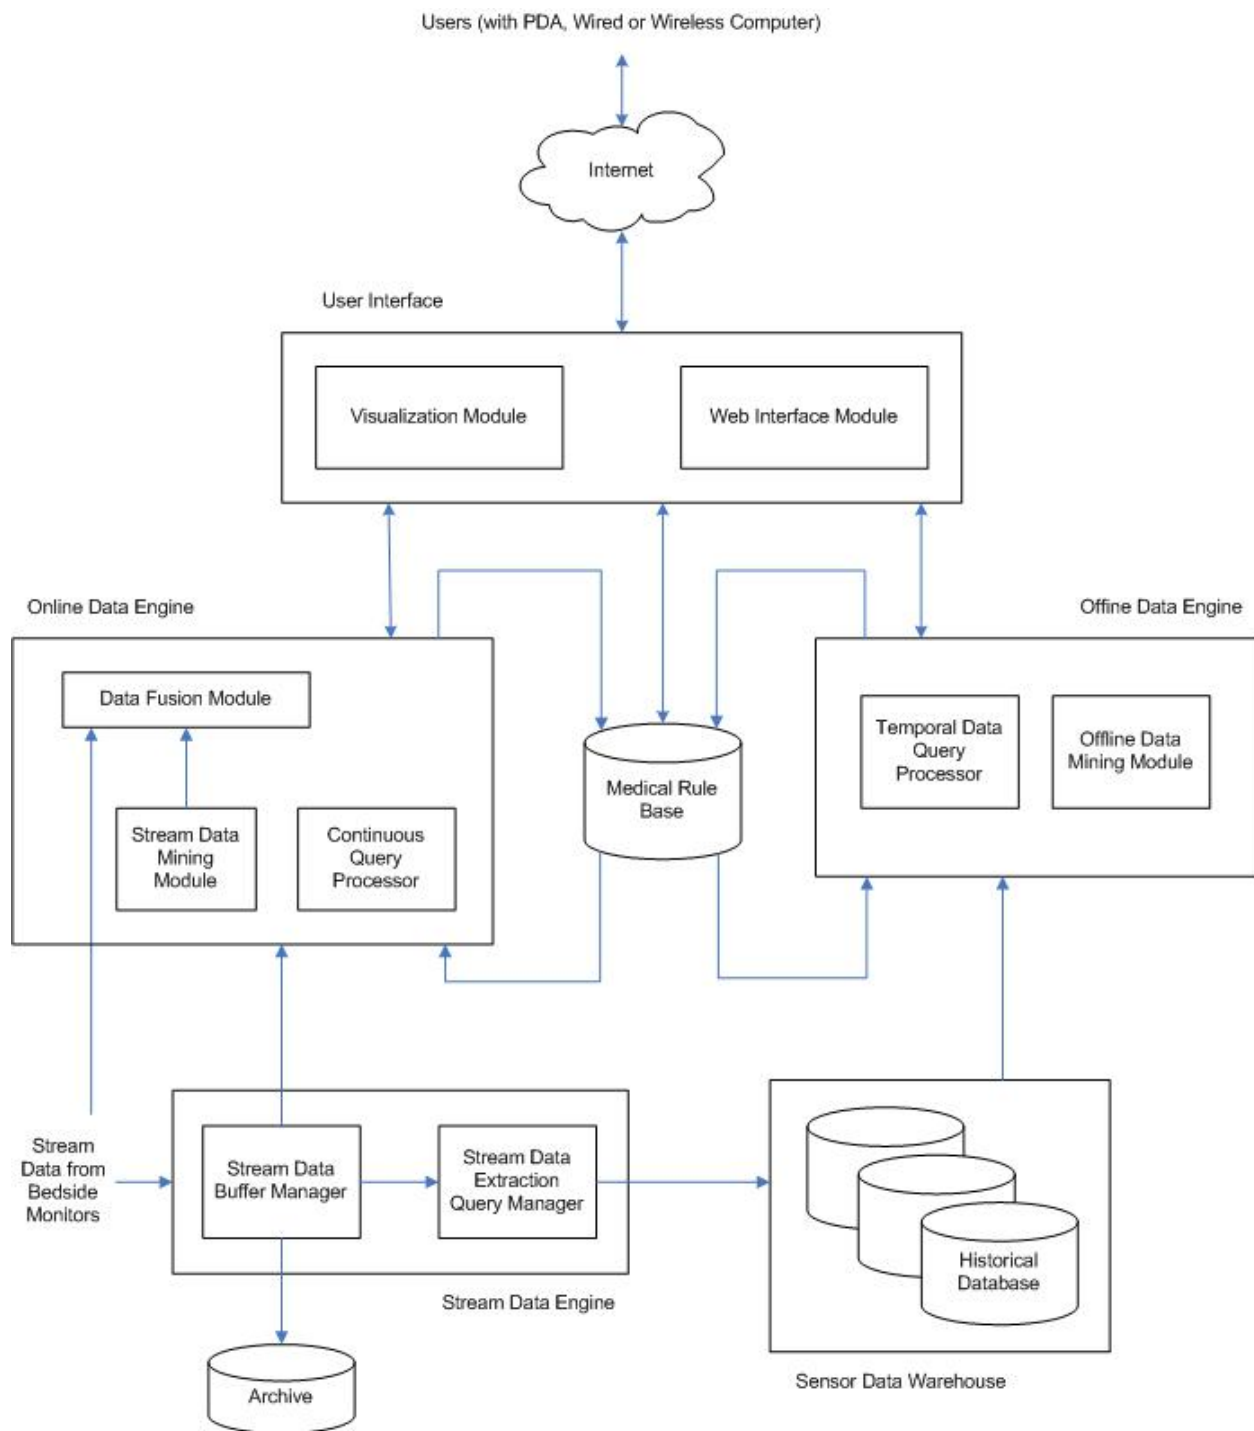 Users (with PDA, Wired or Wireless Computer)
Internet
User Interface
Visualization Module
Web Interface Module
Online Data Engine
Offine Data Engine
Data Fusion Module
Stream Data
Mining
Module
Continuous
Query
Processor
Medical Rule
Base
Temporal Data
Query
Processor
Offline Data
Mining Module
Stream
Data from
Bedside
Monitors
Stream Data
Buffer Manager
Stream Data
Extraction
Query Manager
Stream Data Engine
Historical
Database
Sensor Data Warehouse
Archive